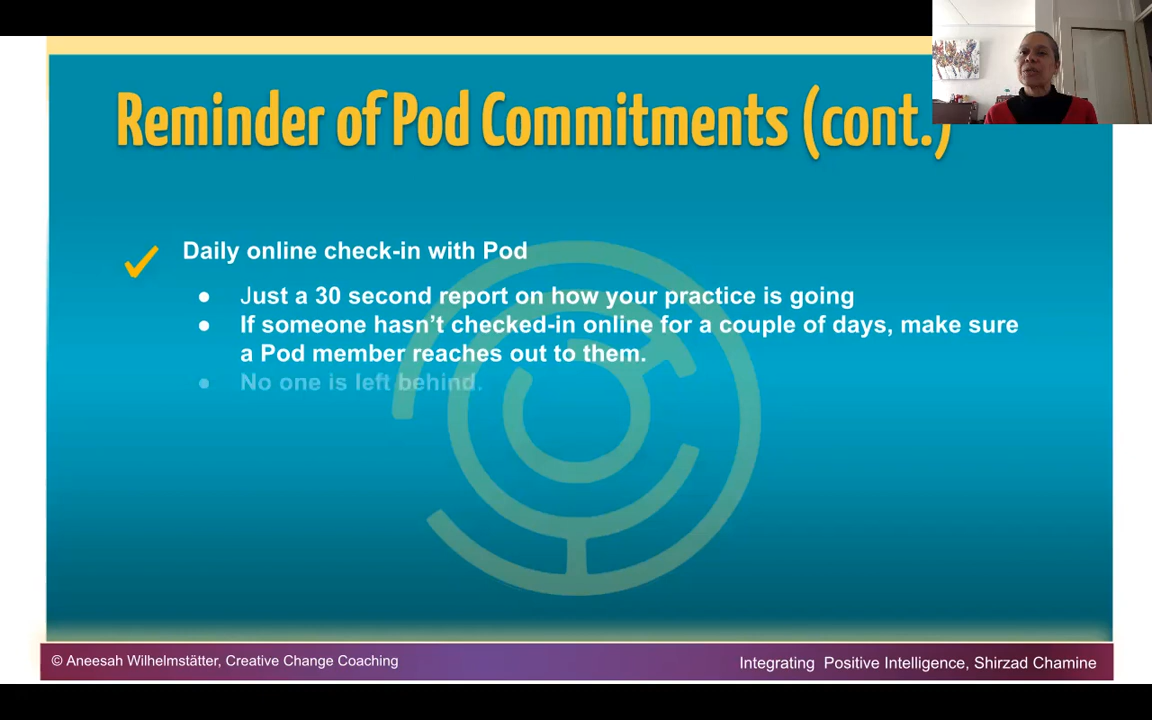 Reminder of Pod Commitments (cont.)
Daily online check-in with Pod
● Just a 30 second report on how your practice is going
● If someone hasn’t checked-in online for a couple of days, make sure
a Pod member reaches out to them.
● No one is left behind.
© Aneesah Wilhelmstätter, Creative Change Coaching
Integrating  Positive Intelligence, Shirzad Chamine